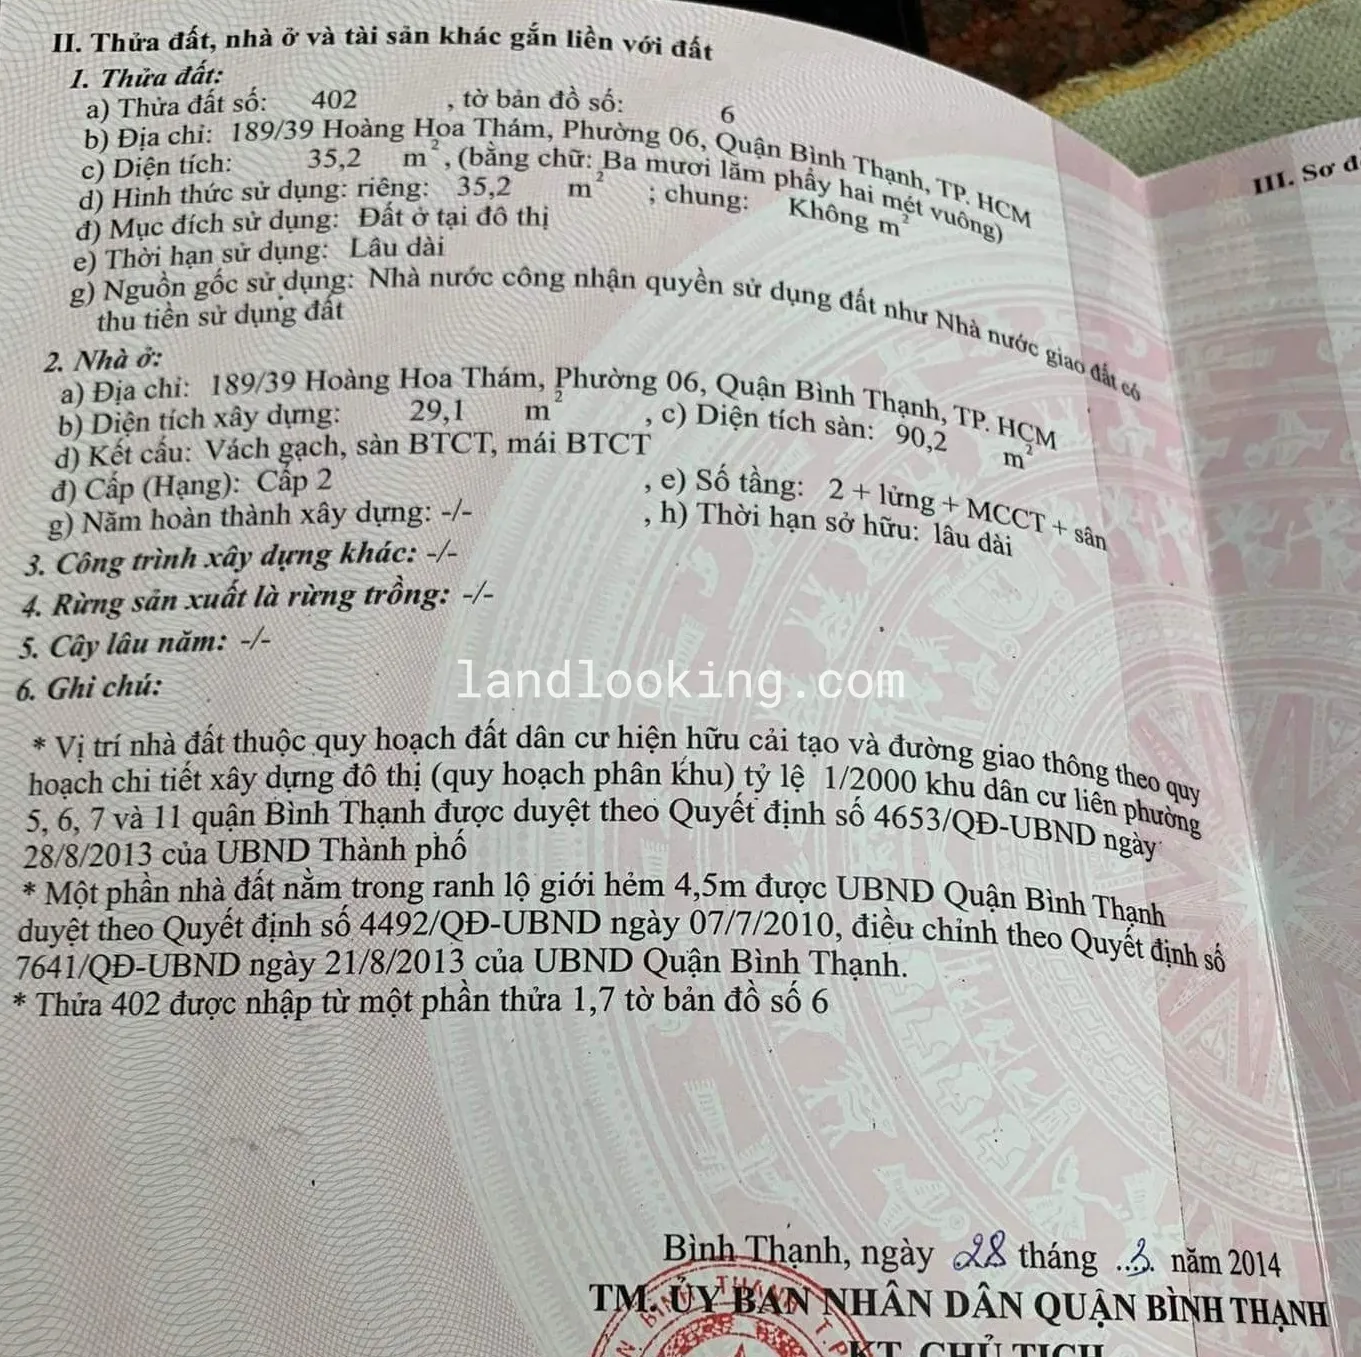 II. Thửa đất, nhà ở và tài sản khác gắn liền với đất
III. Sơ đ
1. Thửa đất:
a) Thửa đất số: 402 , tờ bản đồ số: 6
b) Địa chỉ: 189/39 Hoàng Hoa Thám, Phường 06, Quận Bình Thạnh, TP. HCM
c) Diện tích: 35,2 m², (bằng chữ: Ba mươi lăm phẩy hai mét vuông)
d) Hình thức sử dụng: riêng: 35,2 m² ; chung: Không m²
đ) Mục đích sử dụng: Đất ở tại đô thị
e) Thời hạn sử dụng: Lâu dài
g) Nguồn gốc sử dụng: Nhà nước công nhận quyền sử dụng đất như Nhà nước giao đất có
thu tiền sử dụng đất
2. Nhà ở:
a) Địa chỉ: 189/39 Hoàng Hoa Thám, Phường 06, Quận Bình Thạnh, TP. HCM
b) Diện tích xây dựng: 29,1 m² , c) Diện tích sàn: 90,2 m²
d) Kết cấu: Vách gạch, sàn BTCT, mái BTCT
đ) Cấp (Hạng): Cấp 2 , e) Số tầng: 2 + lửng + MCCT + sân
g) Năm hoàn thành xây dựng: -/- , h) Thời hạn sở hữu: lâu dài
3. Công trình xây dựng khác: -/-
4. Rừng sản xuất là rừng trồng: -/-
5. Cây lâu năm: -/-
6. Ghi chú:
landlooking.com
* Vị trí nhà đất thuộc quy hoạch đất dân cư hiện hữu cải tạo và đường giao thông theo quy
hoạch chi tiết xây dựng đô thị (quy hoạch phân khu) tỷ lệ 1/2000 khu dân cư liên phường
5, 6, 7 và 11 quận Bình Thạnh được duyệt theo Quyết định số 4653/QĐ-UBND ngày
28/8/2013 của UBND Thành phố
* Một phần nhà đất nằm trong ranh lộ giới hẻm 4,5m được UBND Quận Bình Thạnh
duyệt theo Quyết định số 4492/QĐ-UBND ngày 07/7/2010, điều chỉnh theo Quyết định số
7641/QĐ-UBND ngày 21/8/2013 của UBND Quận Bình Thạnh.
* Thửa 402 được nhập từ một phần thửa 1,7 tờ bản đồ số 6
Bình Thạnh, ngày 28 tháng ..3.. năm 2014
TM. ỦY BAN NHÂN DÂN QUẬN BÌNH THẠNH
KT. CHỦ TỊCH
N. BÌNH THẠNH T.P